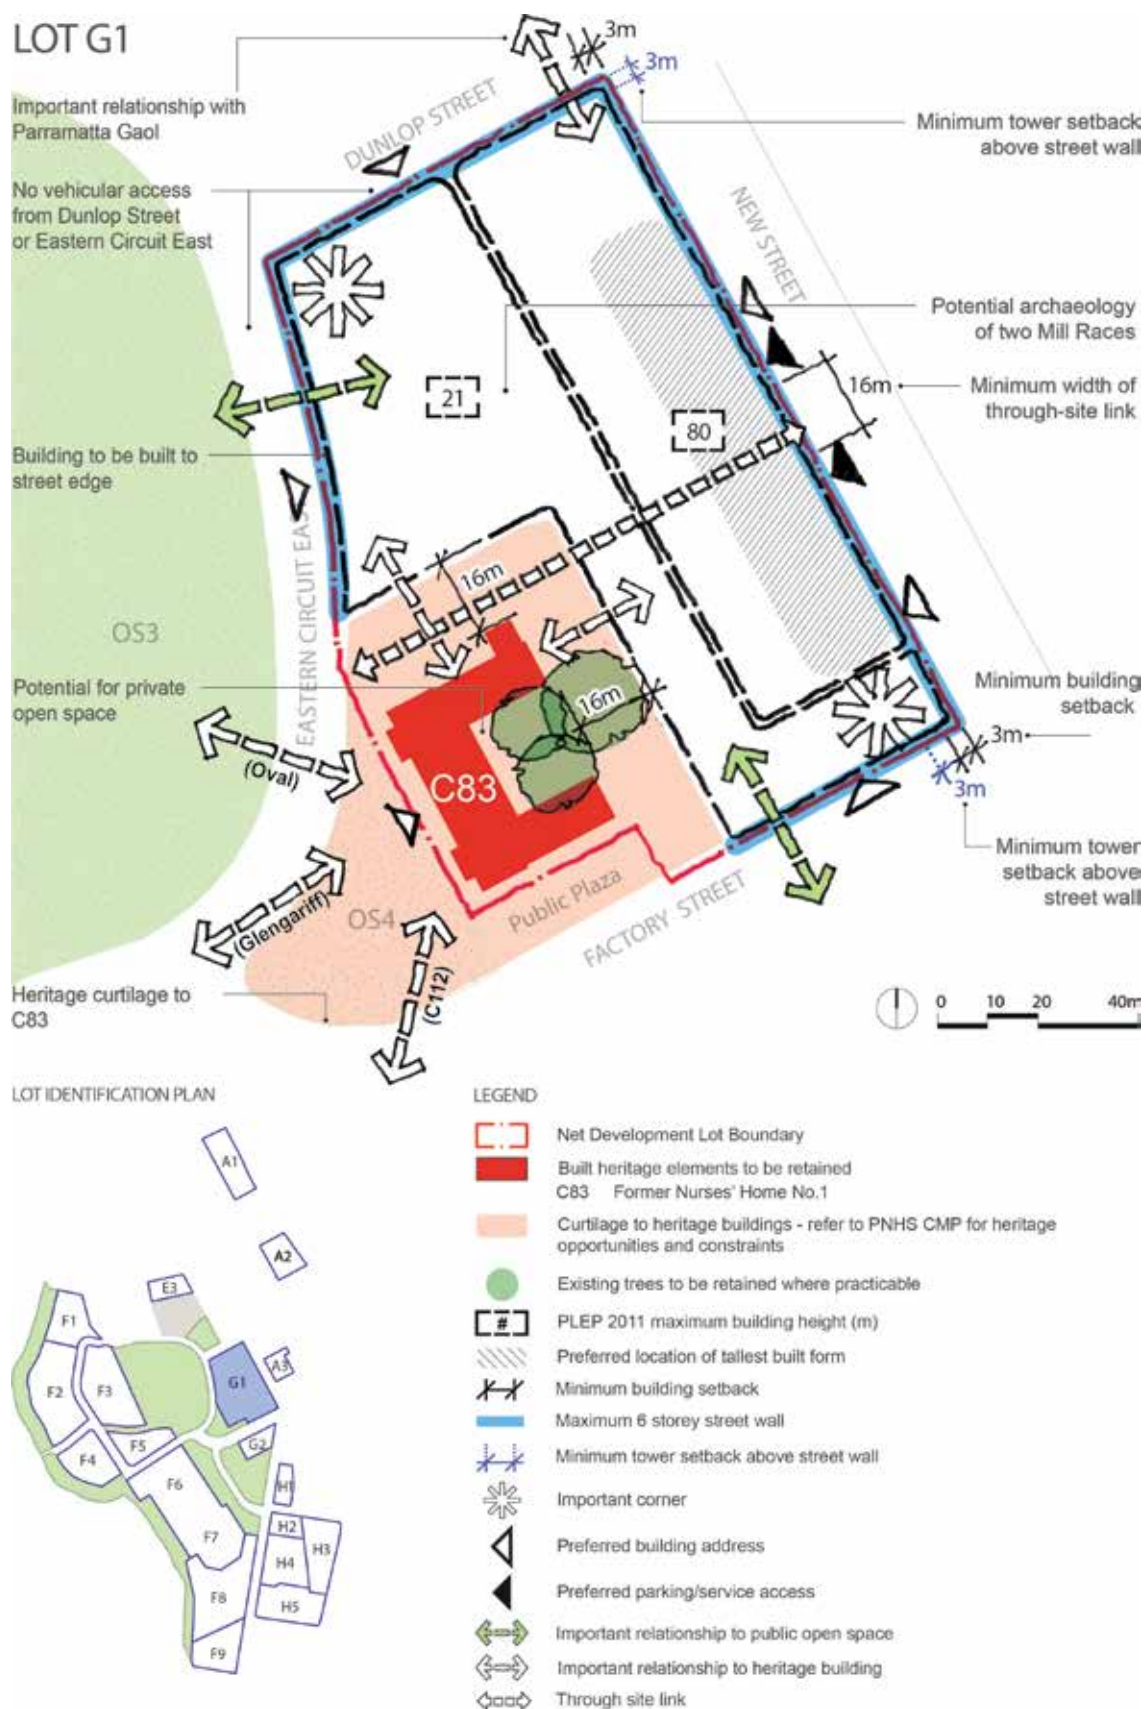 LOT G1
3m
3m
Important relationship with
Parramatta Gaol
DUNLOP STREET
Minimum tower setback
above street wall
No vehicular access
from Dunlop Street
or Eastern Circuit East
NEW STREET
Potential archaeology
of two Mill Races
21
16m
Minimum width of
through-site link
80
Building to be built to
street edge
EASTERN CIRCUIT EAS
16m
OS3
Potential for private
open space
16m
Minimum building
setback
3m
(Oval)
C83
3m
Minimum tower
setback above
street wall
Public Plaza
FACTORY STREET
OS4
(Glengariff)
(C112)
Heritage curtilage to
C83
0 10 20 40m
LOT IDENTIFICATION PLAN
A1
A2
E3
F1
A3
G1
F2
F3
F5
G2
F4
F6
H1
H2
F7
H3
H4
F8
H5
F9
LEGEND
Net Development Lot Boundary
Built heritage elements to be retained
C83 Former Nurses' Home No.1
Curtilage to heritage buildings - refer to PNHS CMP for heritage
opportunities and constraints
Existing trees to be retained where practicable
# PLEP 2011 maximum building height (m)
Preferred location of tallest built form
Minimum building setback
Maximum 6 storey street wall
Minimum tower setback above street wall
Important corner
Preferred building address
Preferred parking/service access
Important relationship to public open space
Important relationship to heritage building
Through site link